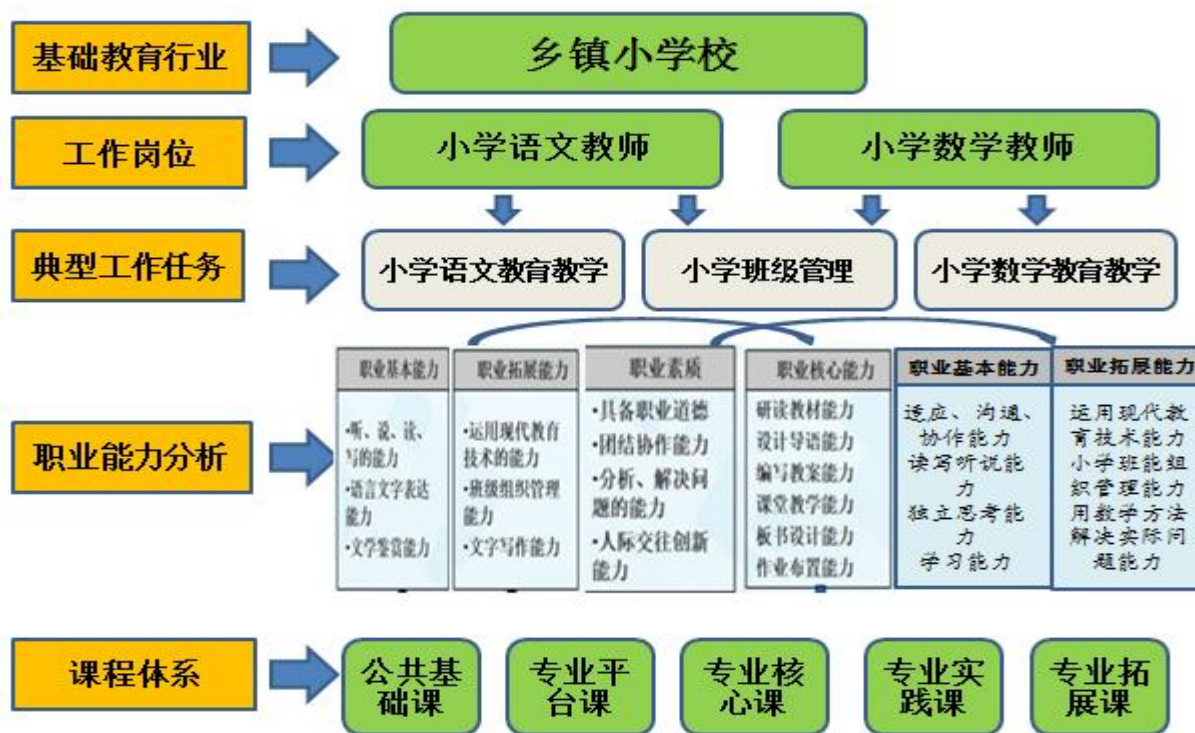 基础教育行业
乡镇小学校
工作岗位
小学语文教师
小学数学教师
典型工作任务
小学语文教育教学
小学班级管理
小学数学教育教学
职业能力分析
职业基本能力
•听、说、读、
写的能力
•语言文字表达
能力
•文学鉴赏能力
职业拓展能力
•运用现代教育
技术的能力
•班级组织管理
能力
•文字写作能力
职业素质
•具备职业道德
•团结协作能力
•分析、解决问
题的能力
•人际交往创新
能力
职业核心能力
研读教材能力
设计导语能力
编写教案能力
课堂教学能力
板书设计能力
作业布置能力
职业基本能力
适应、沟通、
协作能力
读写听说能
力
独立思考能
力
学习能力
职业拓展能力
运用现代教
育技术能力
小学班能组
织管理能力
用数学方法
解决实际问
题能力
课程体系
公共基
础课
专业平
台课
专业核
心课
专业实
践课
专业拓
展课